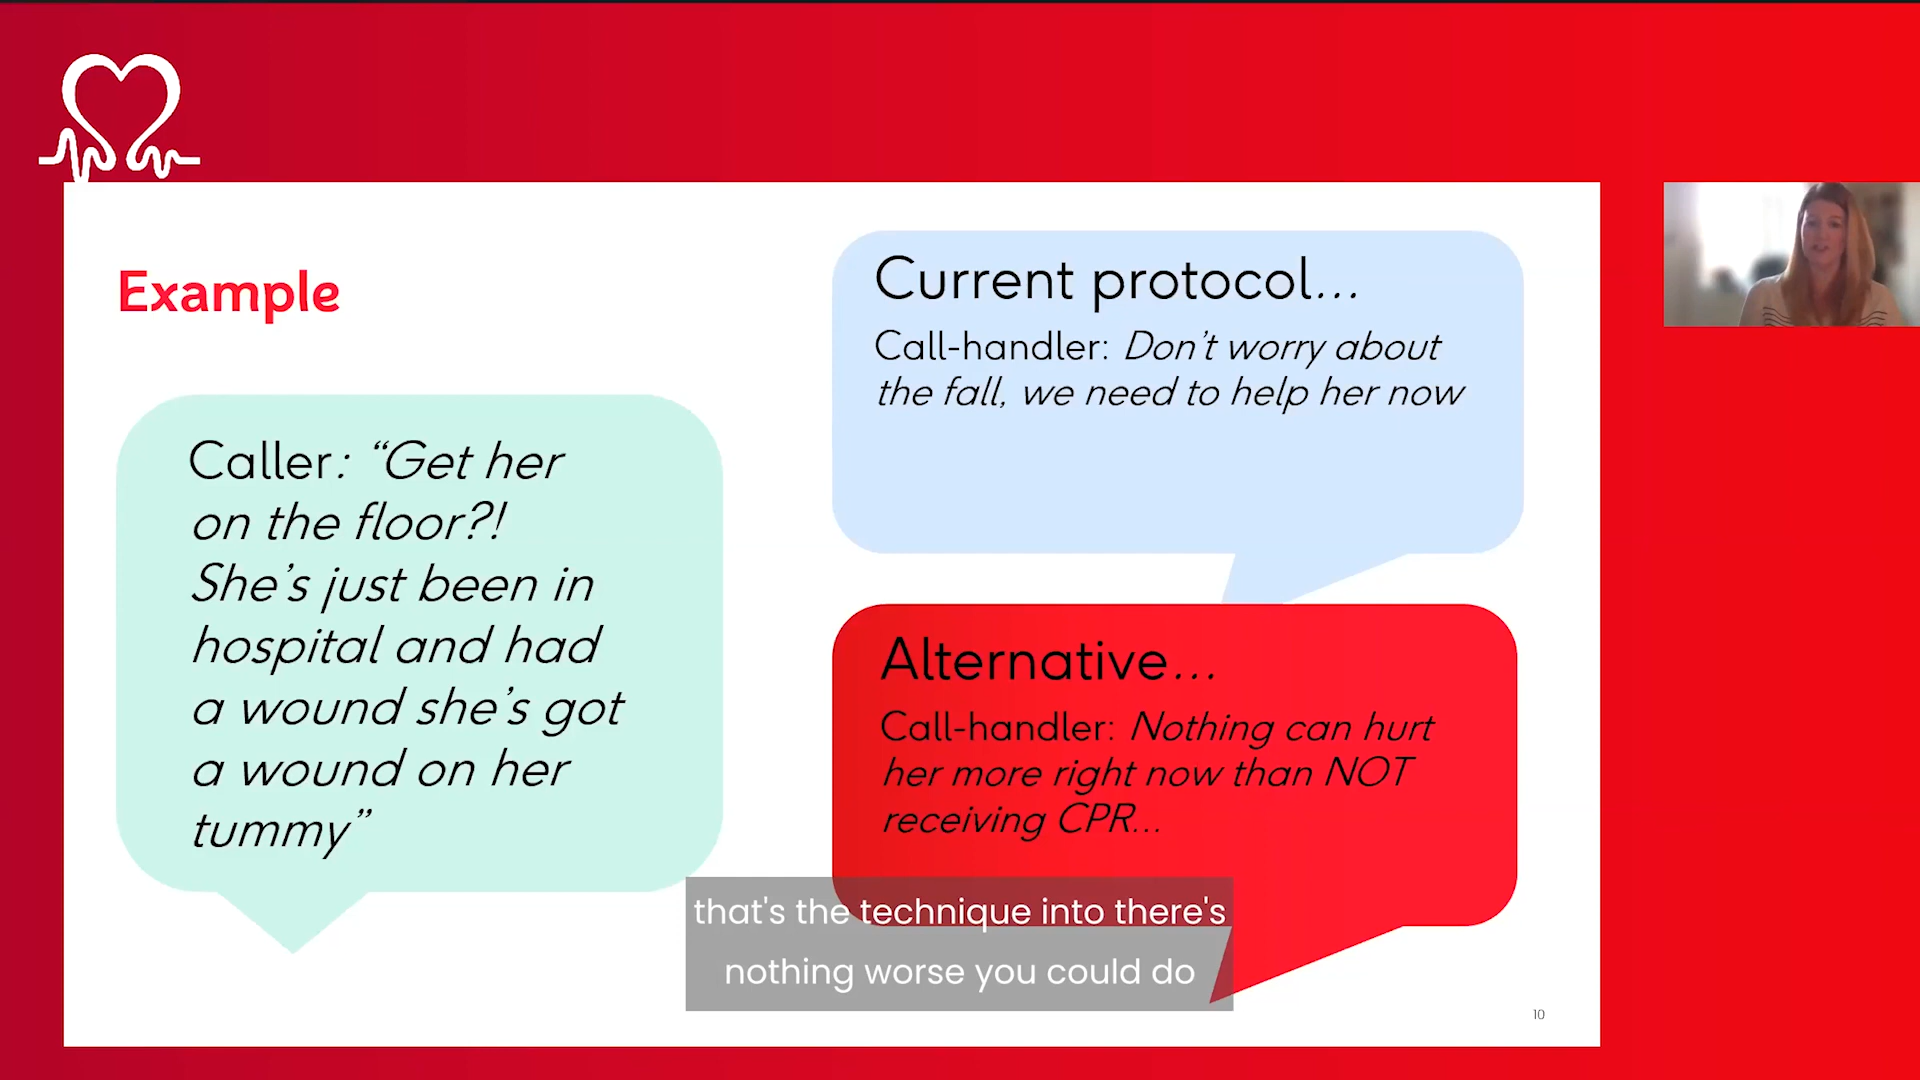 Example
Caller: “Get her
on the floor?!
She’s just been in
hospital and had
a wound she’s got
a wound on her
tummy”
Current protocol...
Call-handler: Don’t worry about
the fall, we need to help her now
Alternative...
Call-handler: Nothing can hurt
her more right now than NOT
receiving CPR...
that's the technique into there's
nothing worse you could do
10